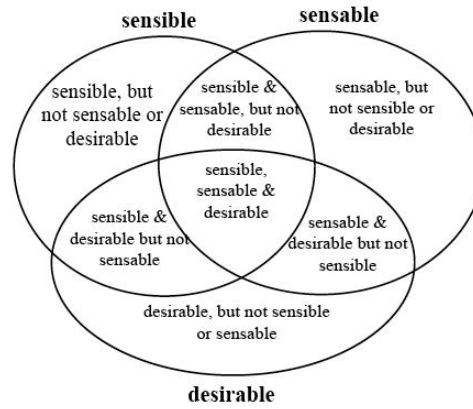 sensible
sensable
sensible, but
not sensable or
desirable
sensible &
sensable, but not
desirable
sensable, but
not sensible or
desirable
sensible,
sensable &
desirable
sensible &
desirable but not
sensable
sensable &
desirable but not
sensible
desirable, but not sensible
or sensable
desirable